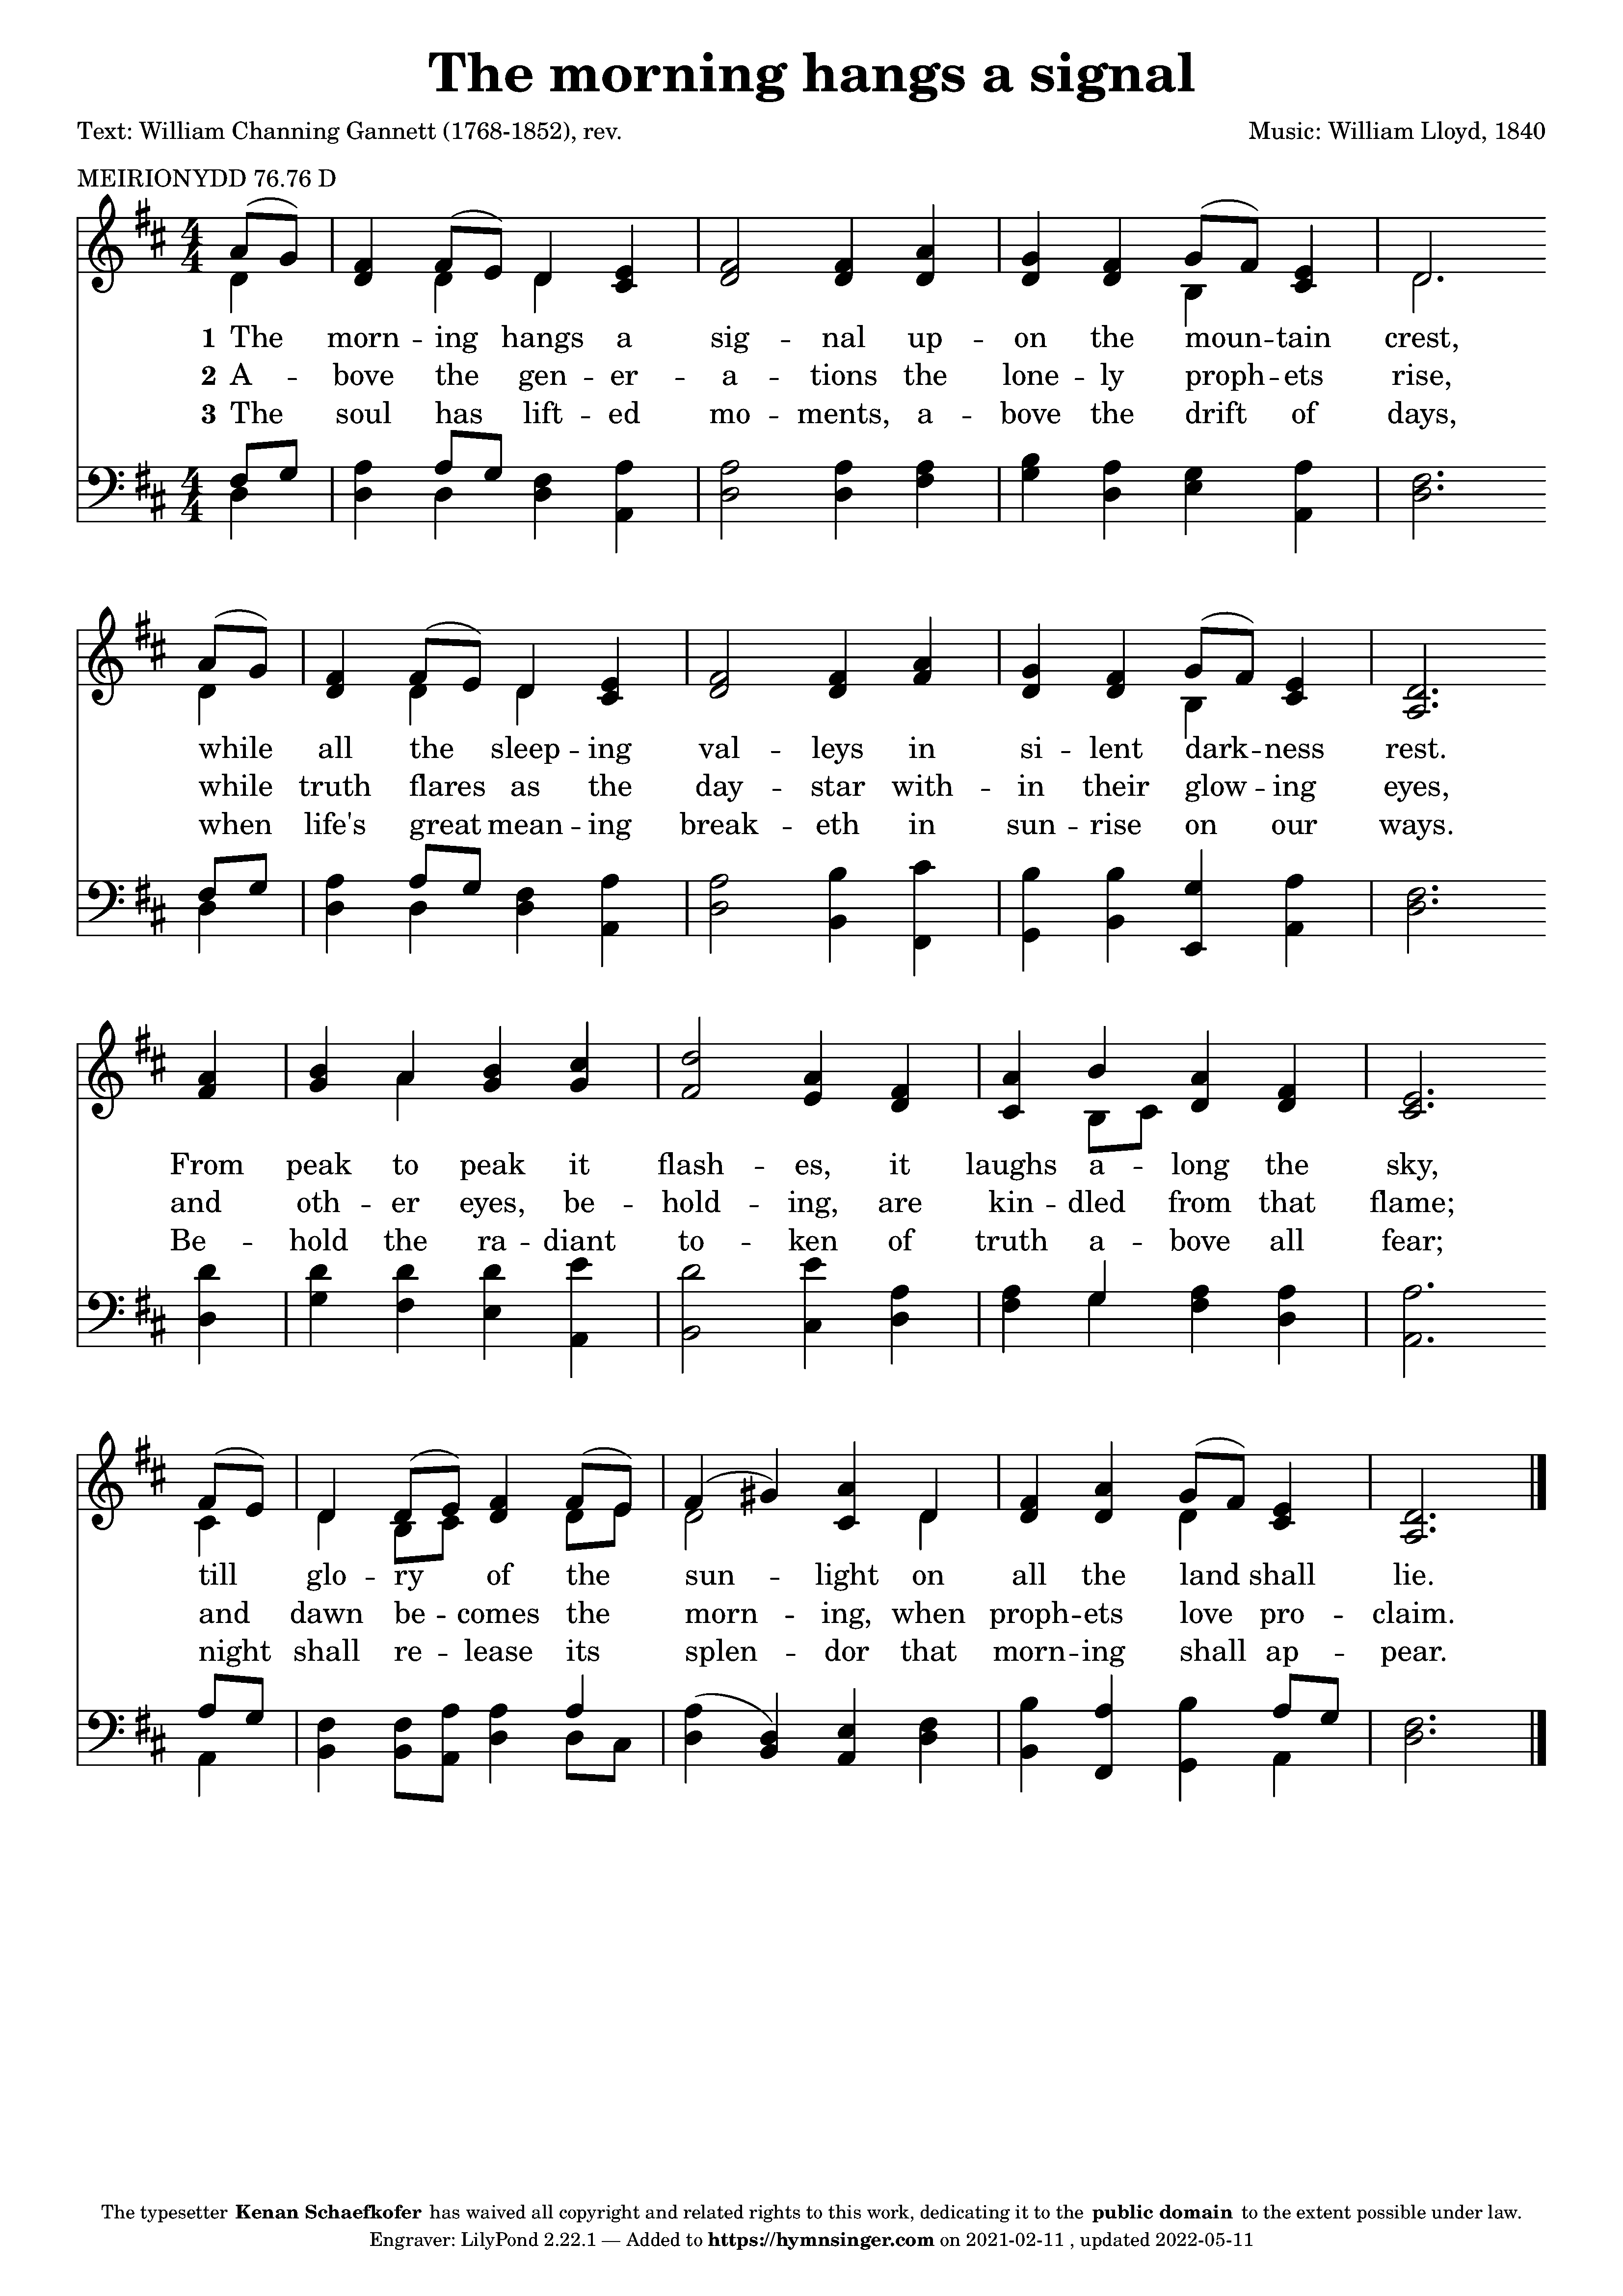 The morning hangs a signal
Text: William Channing Gannett (1768-1852), rev.
Music: William Lloyd, 1840
MEIRIONYDD 76.76 D
1 The morn -- ing hangs a sig -- nal up -- on the moun -- tain crest,
2 A -- bove the gen -- er -- a -- tions the lone -- ly proph -- ets rise,
3 The soul has lift -- ed mo -- ments, a -- bove the drift of days,
while all the sleep -- ing val -- leys in si -- lent dark -- ness rest.
while truth flares as the day -- star with -- in their glow -- ing eyes,
when life's great mean -- ing break -- eth in sun -- rise on our ways.
From peak to peak it flash -- es, it laughs a -- long the sky,
and oth -- er eyes, be -- hold -- ing, are kin -- dled from that flame;
Be -- hold the ra -- diant to -- ken of truth a -- bove all fear;
till glo -- ry of the sun -- light on all the land shall lie.
and dawn be -- comes the morn -- ing, when proph -- ets love pro -- claim.
night shall re -- lease its splen -- dor that morn -- ing shall ap -- pear.
The typesetter Kenan Schaefkofer has waived all copyright and related rights to this work, dedicating it to the public domain to the extent possible under law.
Engraver: LilyPond 2.22.1 — Added to https://hymnsinger.com on 2021-02-11 , updated 2022-05-11